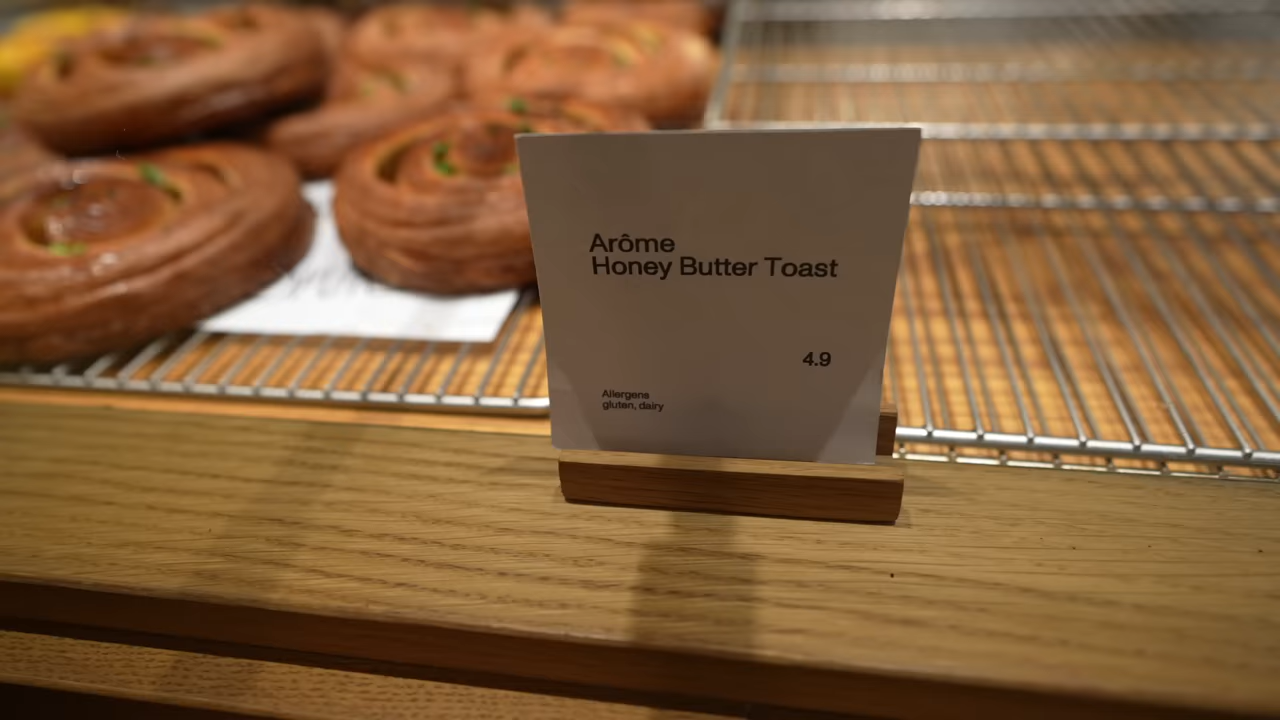 Arôme
Honey Butter Toast
4.9
Allergens
gluten, dairy